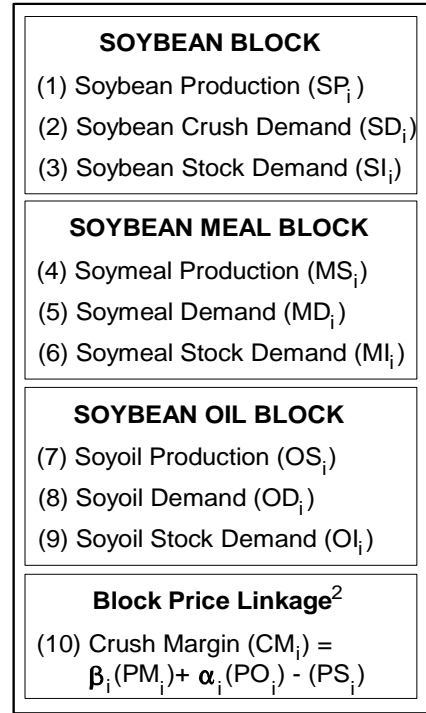 SOYBEAN BLOCK
(1) Soybean Production (SPᵢ)
(2) Soybean Crush Demand (SDᵢ)
(3) Soybean Stock Demand (SIᵢ)
SOYBEAN MEAL BLOCK
(4) Soymeal Production (MSᵢ)
(5) Soymeal Demand (MDᵢ)
(6) Soymeal Stock Demand (MIᵢ)
SOYBEAN OIL BLOCK
(7) Soyoil Production (OSᵢ)
(8) Soyoil Demand (ODᵢ)
(9) Soyoil Stock Demand (OIᵢ)
Block Price Linkage²
(10) Crush Margin (CMᵢ) =
βᵢ(PMᵢ)+ αᵢ(POᵢ) - (PSᵢ)